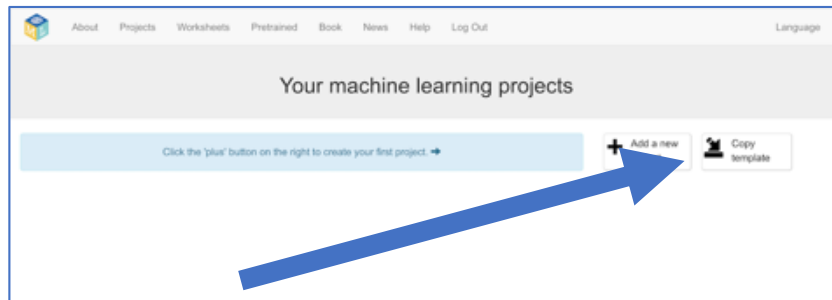 About Projects Worksheets Pretrained Book News Help Log Out Language
Your machine learning projects
Click the 'plus' button on the right to create your first project. ➜
Add a new
Copy
template